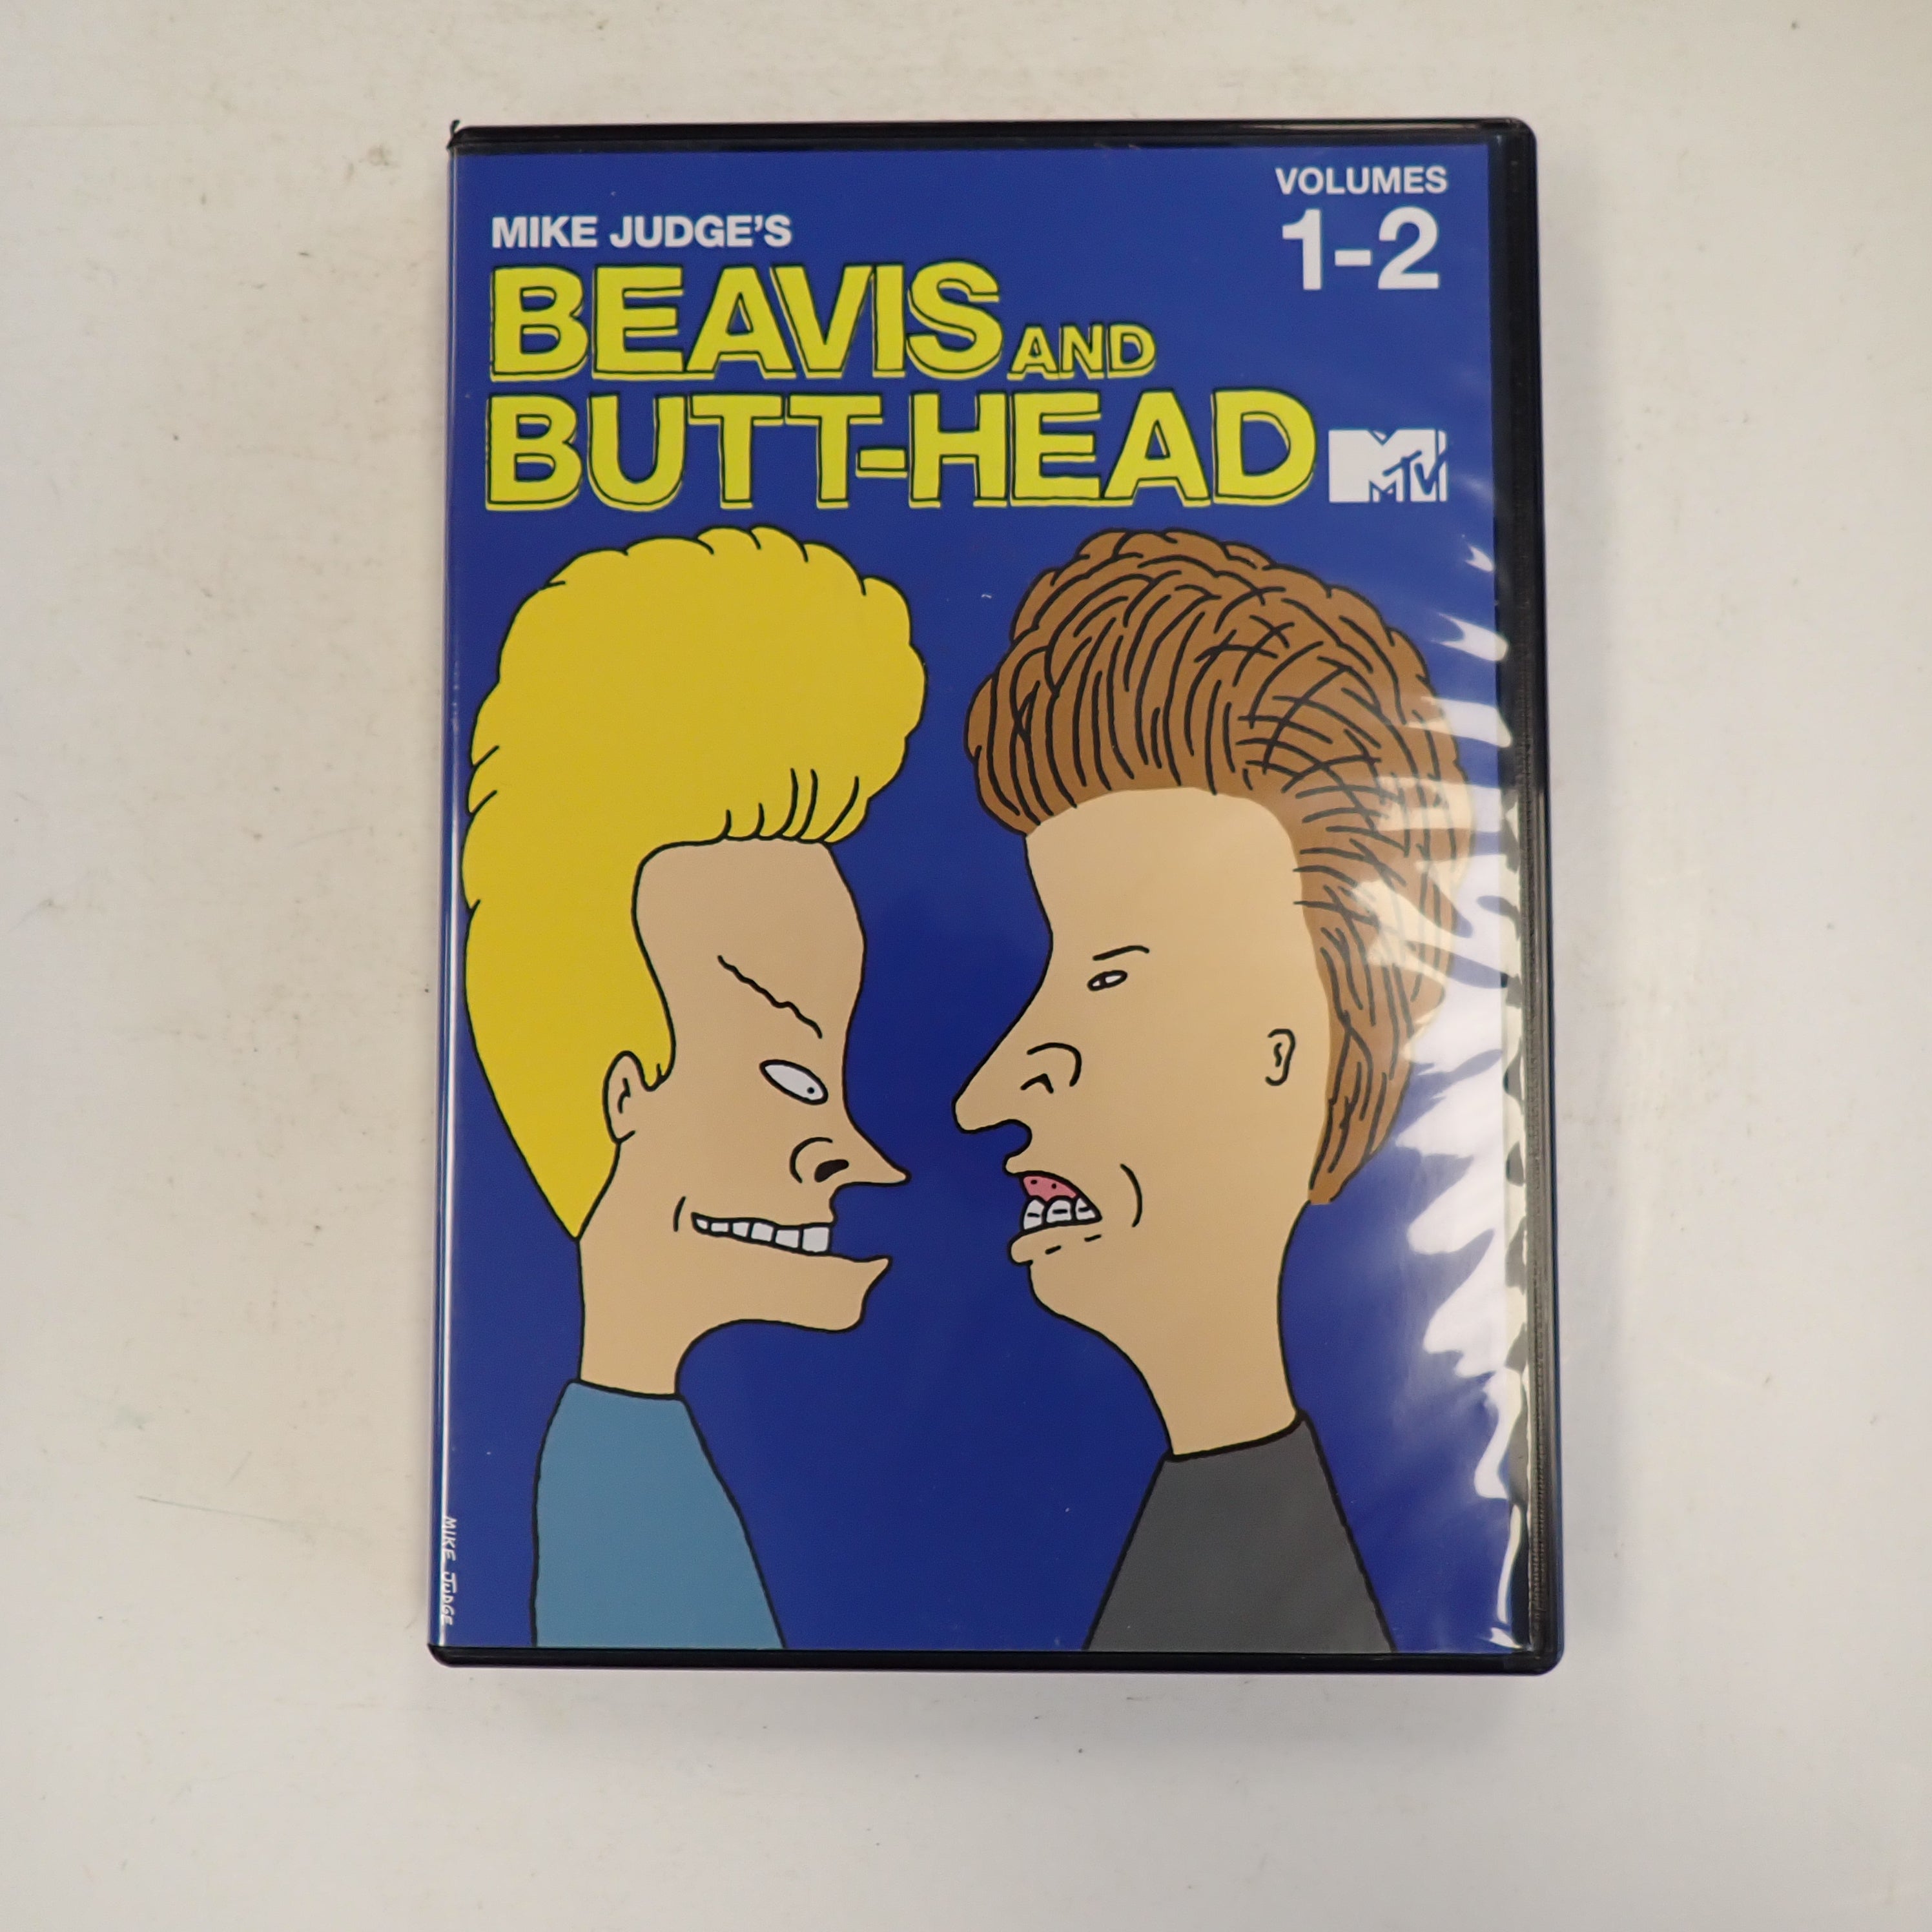 VOLUMES
1-2
MIKE JUDGE'S
BEAVIS AND
BUTT-HEAD
MTV
MIKE JUDGE